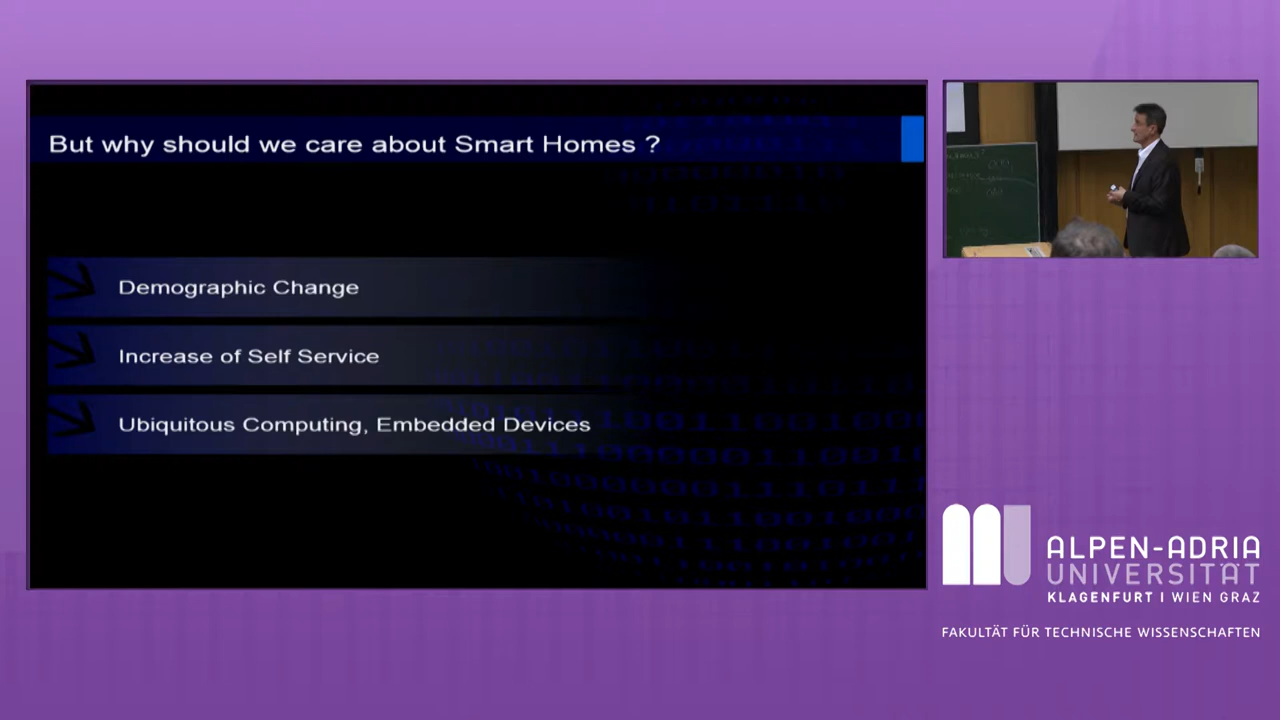 But why should we care about Smart Homes ?
Demographic Change
Increase of Self Service
Ubiquitous Computing, Embedded Devices
ALPEN-ADRIA
UNIVERSITÄT
KLAGENFURT I WIEN GRAZ
FAKULTÄT FÜR TECHNISCHE WISSENSCHAFTEN